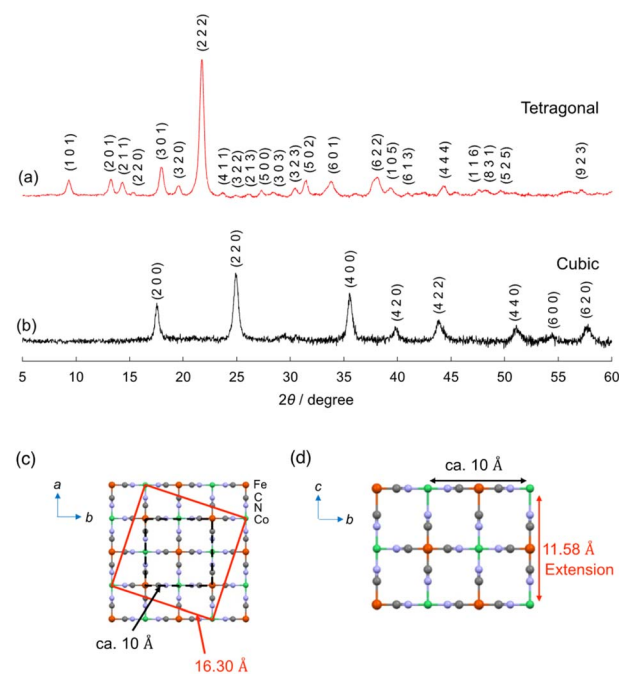 (a)
Tetragonal
(1 0 1)
(2 0 1)
(2 1 1)
(2 2 0)
(3 0 1)
(3 2 0)
(2 2 2)
(4 1 1)
(3 2 2)
(2 1 3)
(5 0 0)
(3 0 3)
(3 2 3)
(5 0 2)
(6 0 1)
(6 2 2)
(1 0 5)
(6 1 3)
(4 4 4)
(1 1 6)
(8 3 1)
(5 2 5)
(9 2 3)
(b)
Cubic
(2 0 0)
(2 2 0)
(4 0 0)
(4 2 0)
(4 2 2)
(4 4 0)
(6 0 0)
(6 2 0)
5 10 15 20 25 30 35 40 45 50 55 60
2θ / degree
(c)
a
b
Fe
C
N
Co
ca. 10 Å
16.30 Å
(d)
ca. 10 Å
c
b
11.58 Å
Extension